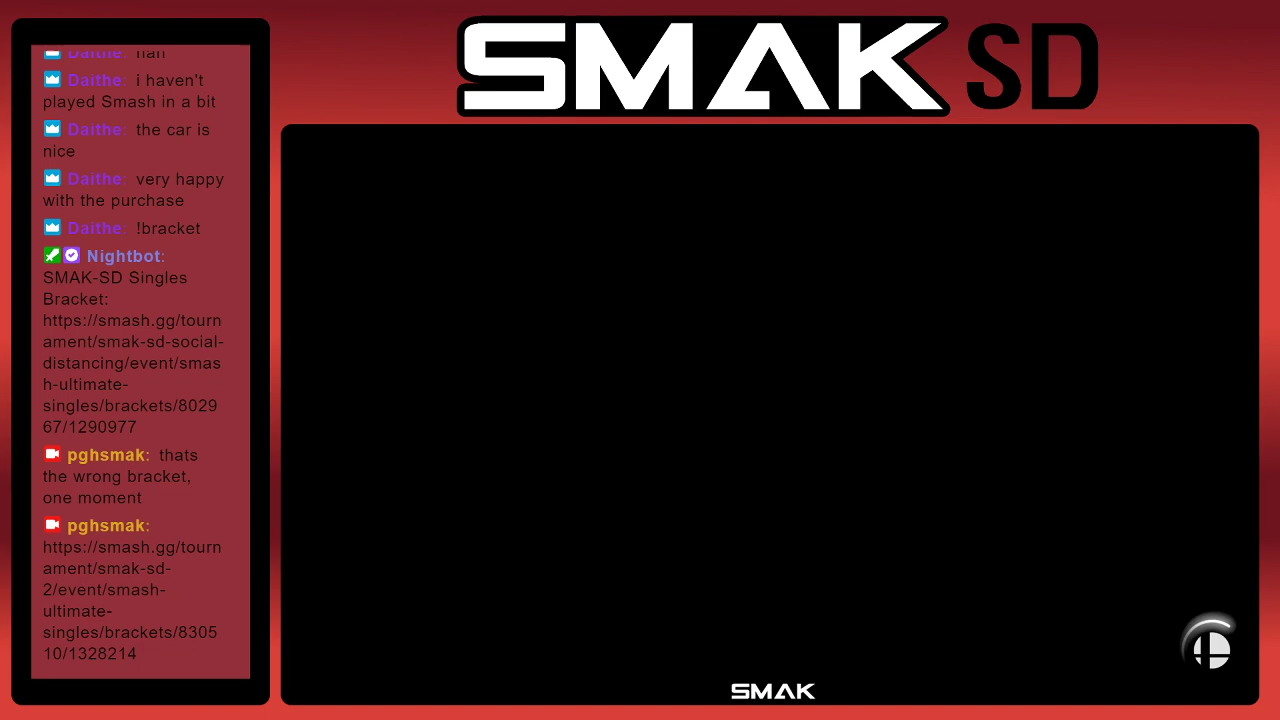 SMAK SD
Daithe: nah
Daithe: i haven't
played Smash in a bit
Daithe: the car is
nice
Daithe: very happy
with the purchase
Daithe: !bracket
Nightbot:
SMAK-SD Singles
Bracket:
https://smash.gg/tourn
ament/smak-sd-social-
distancing/event/smas
h-ultimate-
singles/brackets/8029
67/1290977
pghsmak: thats
the wrong bracket,
one moment
pghsmak:
https://smash.gg/tourn
ament/smak-sd-
2/event/smash-
ultimate-
singles/brackets/8305
10/1328214
SMAK